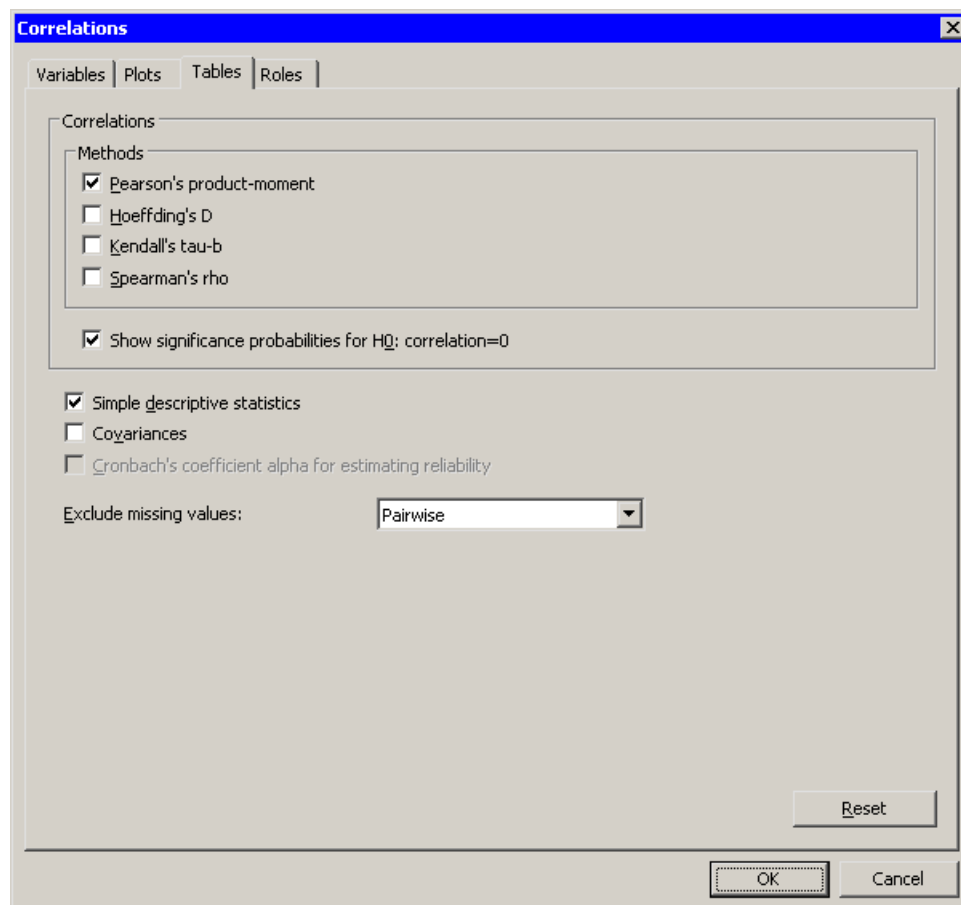 Correlations
Variables Plots Tables Roles
Correlations
Methods
Pearson's product-moment
Hoeffding's D
Kendall's tau-b
Spearman's rho
Show significance probabilities for H0: correlation=0
Simple descriptive statistics
Covariances
Cronbach's coefficient alpha for estimating reliability
Exclude missing values: Pairwise
Reset
OK Cancel